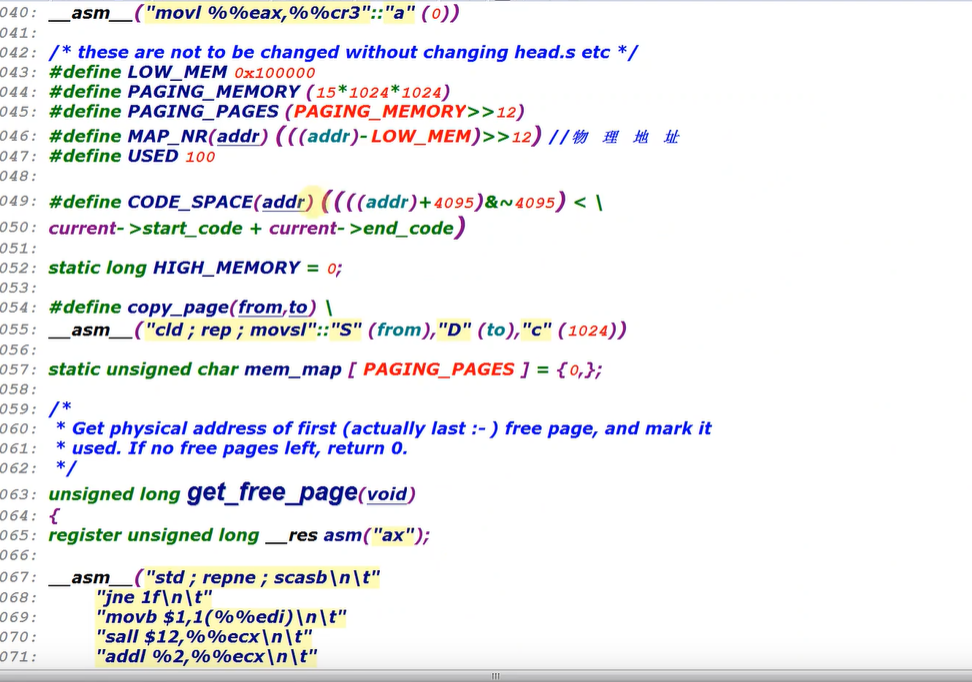 040: __asm__("movl %%eax,%%cr3"::"a" (0))
041:
042: /* these are not to be changed without changing head.s etc */
043: #define LOW_MEM 0x100000
044: #define PAGING_MEMORY (15*1024*1024)
045: #define PAGING_PAGES (PAGING_MEMORY>>12)
046: #define MAP_NR(addr) (((addr)-LOW_MEM)>>12) //物 理 地 址
047: #define USED 100
048:
049: #define CODE_SPACE(addr) ((((addr)+4095)&~4095) < \
050: current->start_code + current->end_code)
051:
052: static long HIGH_MEMORY = 0;
053:
054: #define copy_page(from,to) \
055: __asm__("cld ; rep ; movsl"::"S" (from),"D" (to),"c" (1024))
056:
057: static unsigned char mem_map [ PAGING_PAGES ] = {0,};
058:
059: /*
060: * Get physical address of first (actually last :-) free page, and mark it
061: * used. If no free pages left, return 0.
062: */
063: unsigned long get_free_page(void)
064: {
065: register unsigned long __res asm("ax");
066:
067: __asm__("std ; repne ; scasb\n\t"
068: "jne 1f\n\t"
069: "movb $1,1(%%edi)\n\t"
070: "sall $12,%%ecx\n\t"
071: "addl %2,%%ecx\n\t"